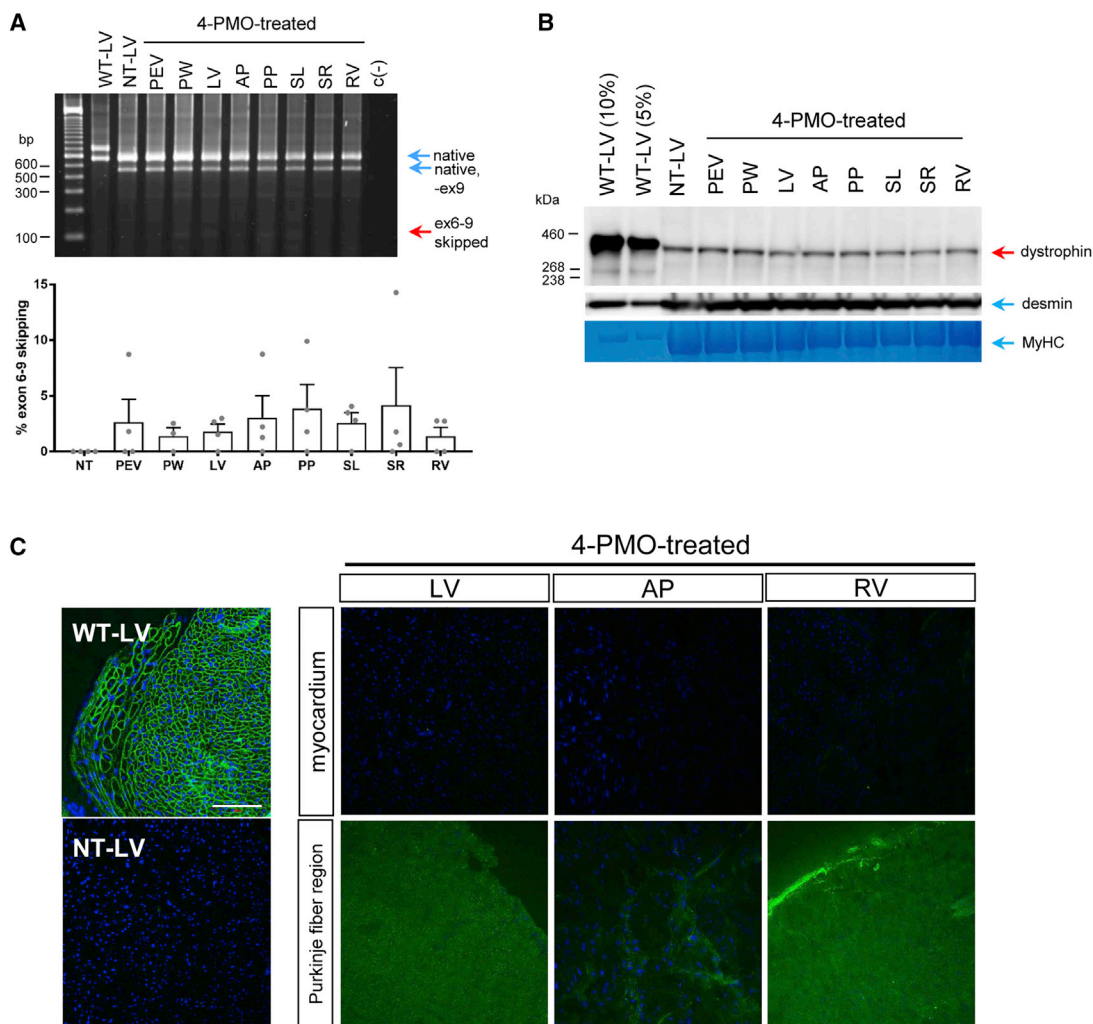 A
4-PMO-treated
WT-LV
NT-LV
PEV
PW
LV
AP
PP
SL
SR
RV
c(-)
bp
600
500
300
100
native
native,
-ex9
ex6-9
skipped
% exon 6-9 skipping
15
10
5
0
NT PEV PW LV AP PP SL SR RV
B
WT-LV (10%)
WT-LV (5%)
NT-LV
4-PMO-treated
PEV
PW
LV
AP
PP
SL
SR
RV
kDa
460
268
238
dystrophin
desmin
MyHC
C
4-PMO-treated
LV AP RV
WT-LV
myocardium
NT-LV
Purkinje fiber region